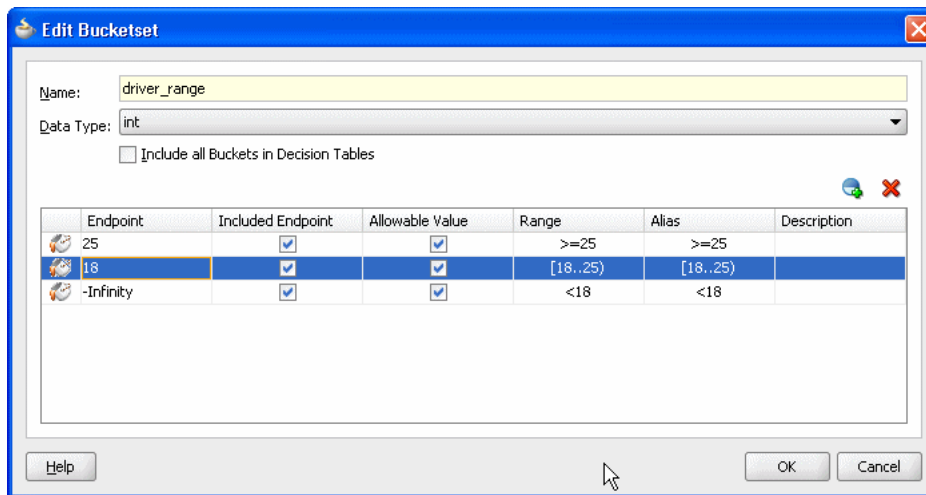 Edit Bucketset
Name: driver_range
Data Type: int
Include all Buckets in Decision Tables
Endpoint Included Endpoint Allowable Value Range Alias Description
25 >=25 >=25
18 [18..25) [18..25)
-Infinity <18 <18
Help OK Cancel